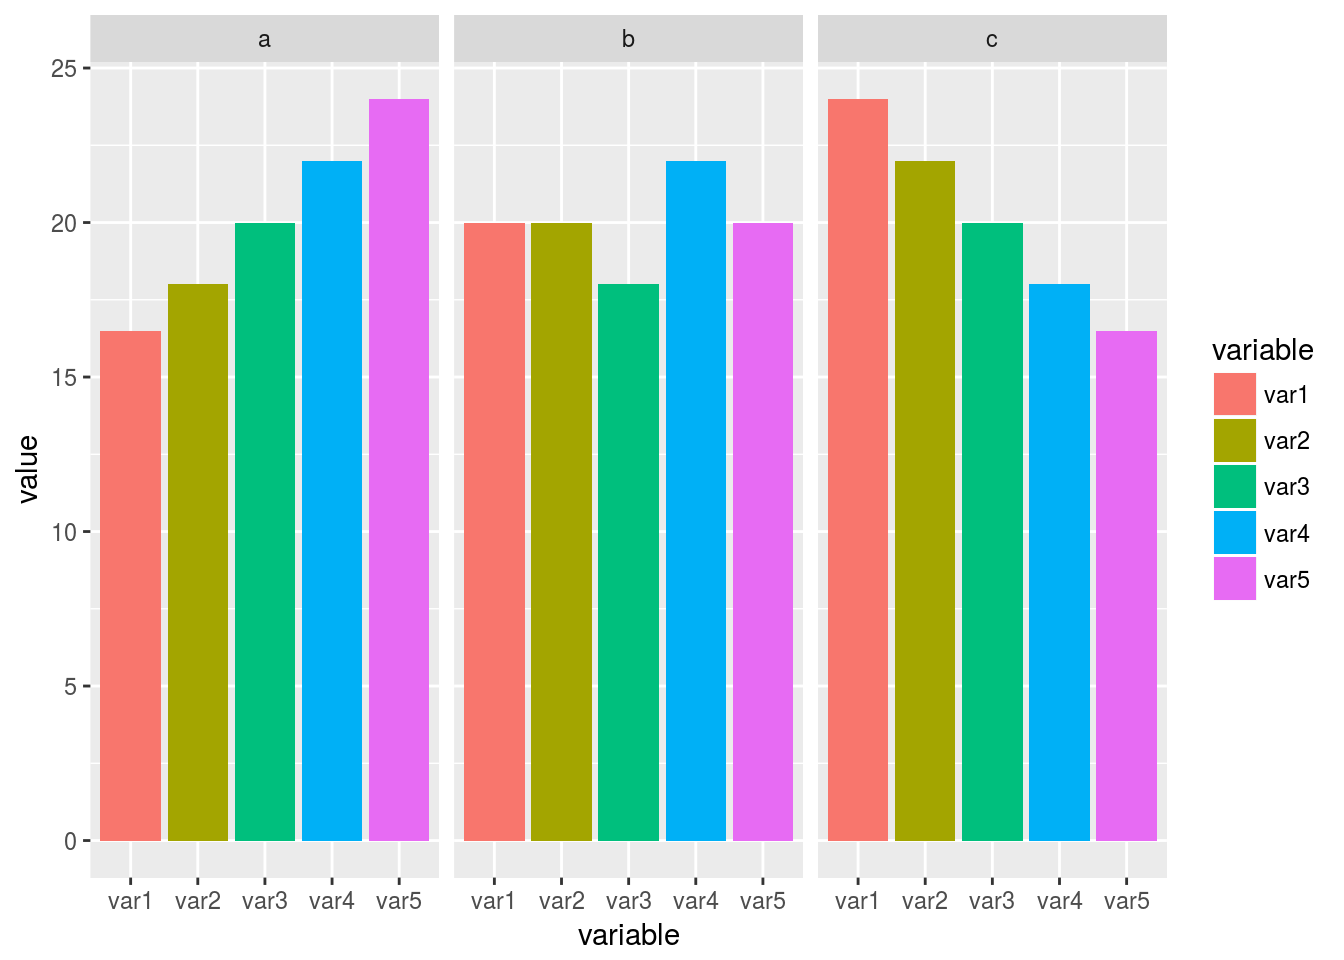 a b c
25
20
15
10
5
0
value
var1 var2 var3 var4 var5 var1 var2 var3 var4 var5 var1 var2 var3 var4 var5
variable
variable
var1
var2
var3
var4
var5